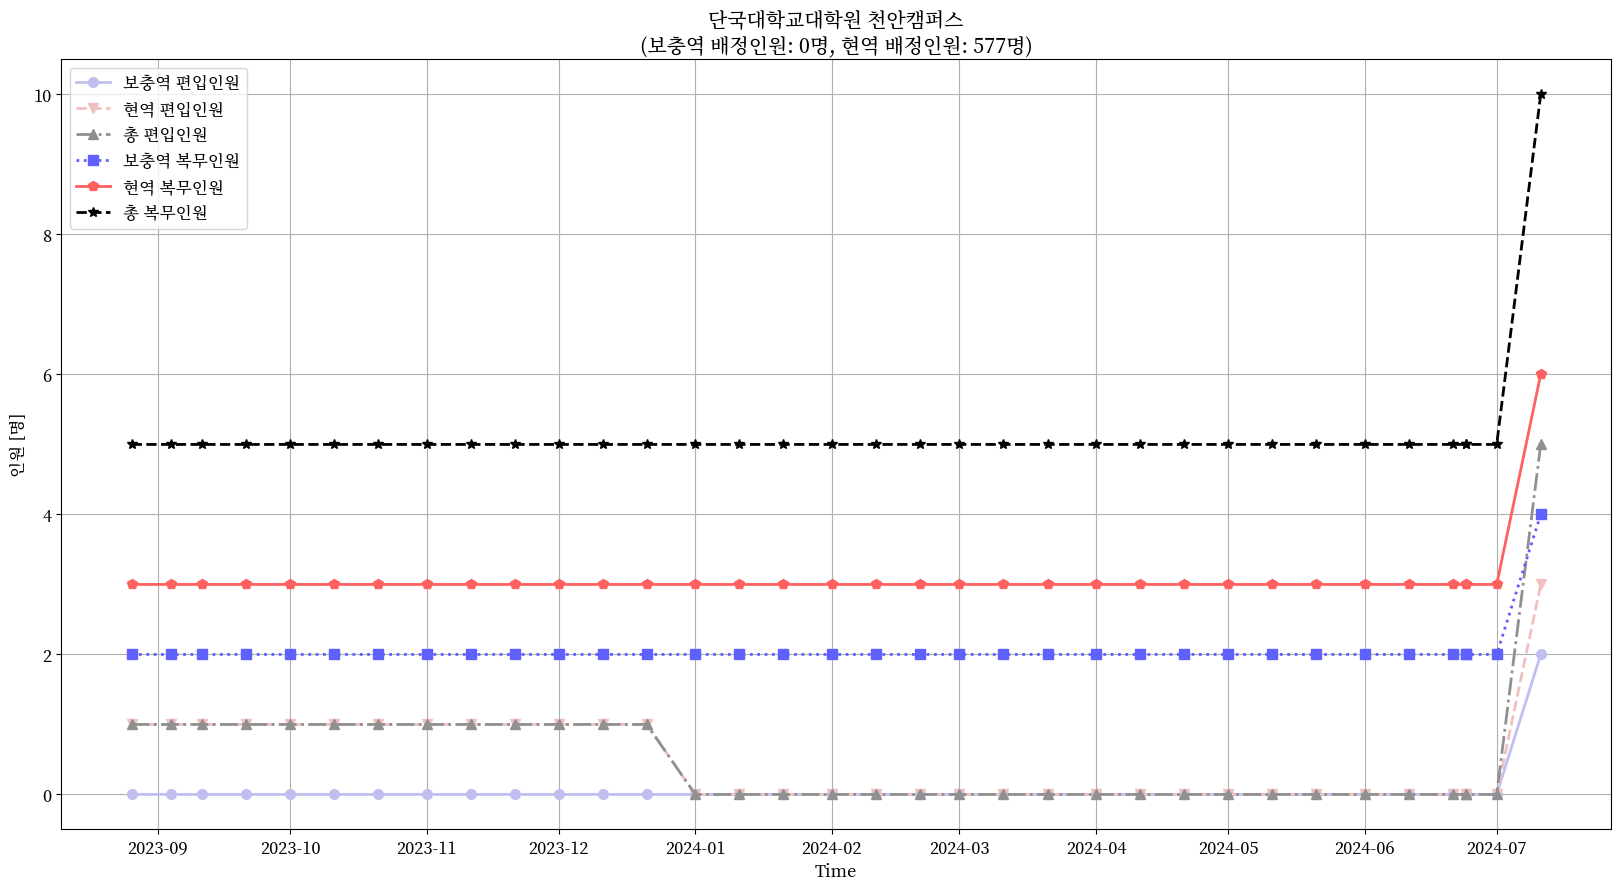 단국대학교대학원 천안캠퍼스
(보충역 배정인원: 0명, 현역 배정인원: 577명)
보충역 편입인원
현역 편입인원
총 편입인원
보충역 복무인원
현역 복무인원
총 복무인원
10
8
6
4
2
0
인원 [명]
2023-09 2023-10 2023-11 2023-12 2024-01 2024-02 2024-03 2024-04 2024-05 2024-06 2024-07
Time